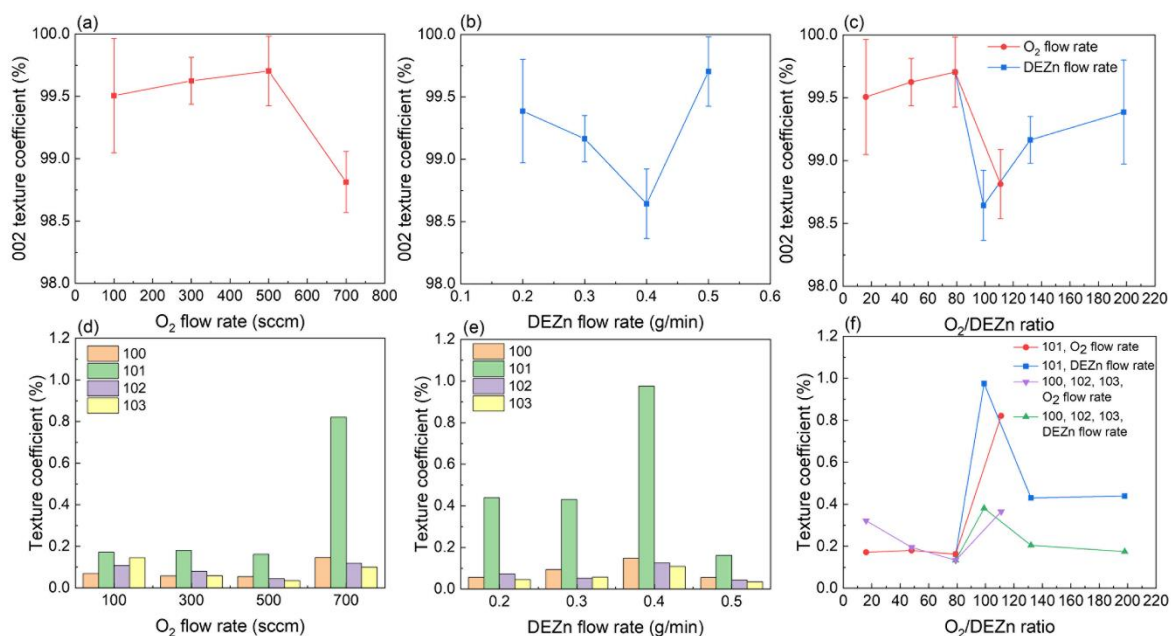 (a)
100.0
99.5
99.0
98.5
98.0
002 texture coefficient (%)
0 100 200 300 400 500 600 700 800
O₂ flow rate (sccm)
(b)
100.0
99.5
99.0
98.5
98.0
002 texture coefficient (%)
0.1 0.2 0.3 0.4 0.5 0.6
DEZn flow rate (g/min)
(c)
O₂ flow rate
DEZn flow rate
100.0
99.5
99.0
98.5
98.0
002 texture coefficient (%)
0 20 40 60 80 100 120 140 160 180 200 220
O₂/DEZn ratio
(d)
100
101
102
103
1.2
1.0
0.8
0.6
0.4
0.2
0.0
Texture coefficient (%)
100 300 500 700
O₂ flow rate (sccm)
(e)
100
101
102
103
1.2
1.0
0.8
0.6
0.4
0.2
0.0
Texture coefficient (%)
0.2 0.3 0.4 0.5
DEZn flow rate (g/min)
(f)
101, O₂ flow rate
101, DEZn flow rate
100, 102, 103,
O₂ flow rate
100, 102, 103,
DEZn flow rate
1.2
1.0
0.8
0.6
0.4
0.2
0.0
Texture coefficient (%)
0 20 40 60 80 100 120 140 160 180 200 220
O₂/DEZn ratio